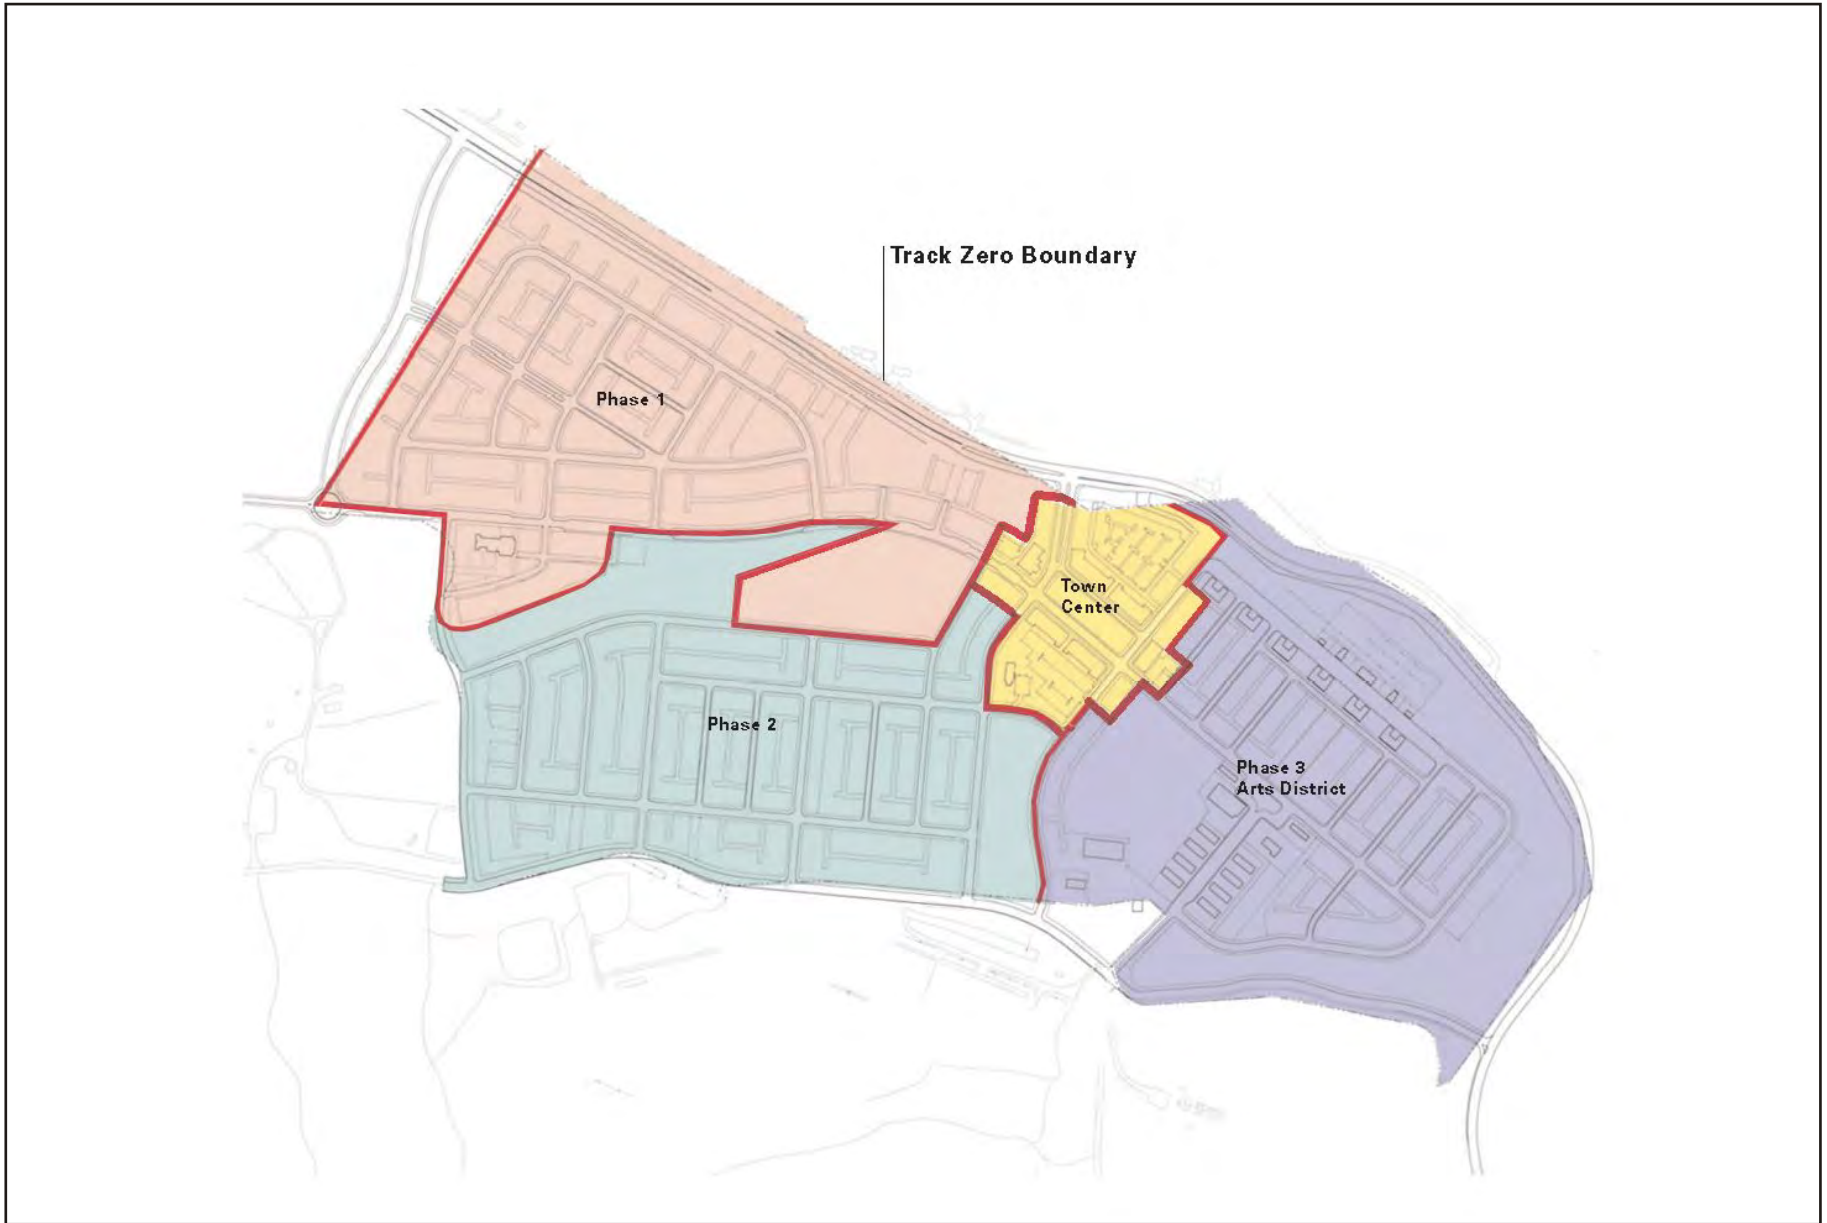 Track Zero Boundary
Phase 1
Town
Center
Phase 2
Phase 3
Arts District